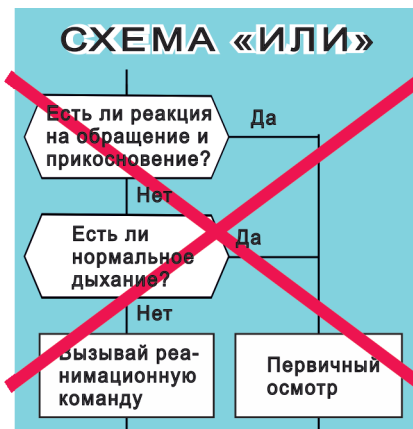 СХЕМА «ИЛИ»
Есть ли реакция
на обращение и
прикосновение?
Да
Нет
Есть ли
нормальное
дыхание?
Да
Нет
Вызывай реа-
нимационную
команду
Первичный
осмотр